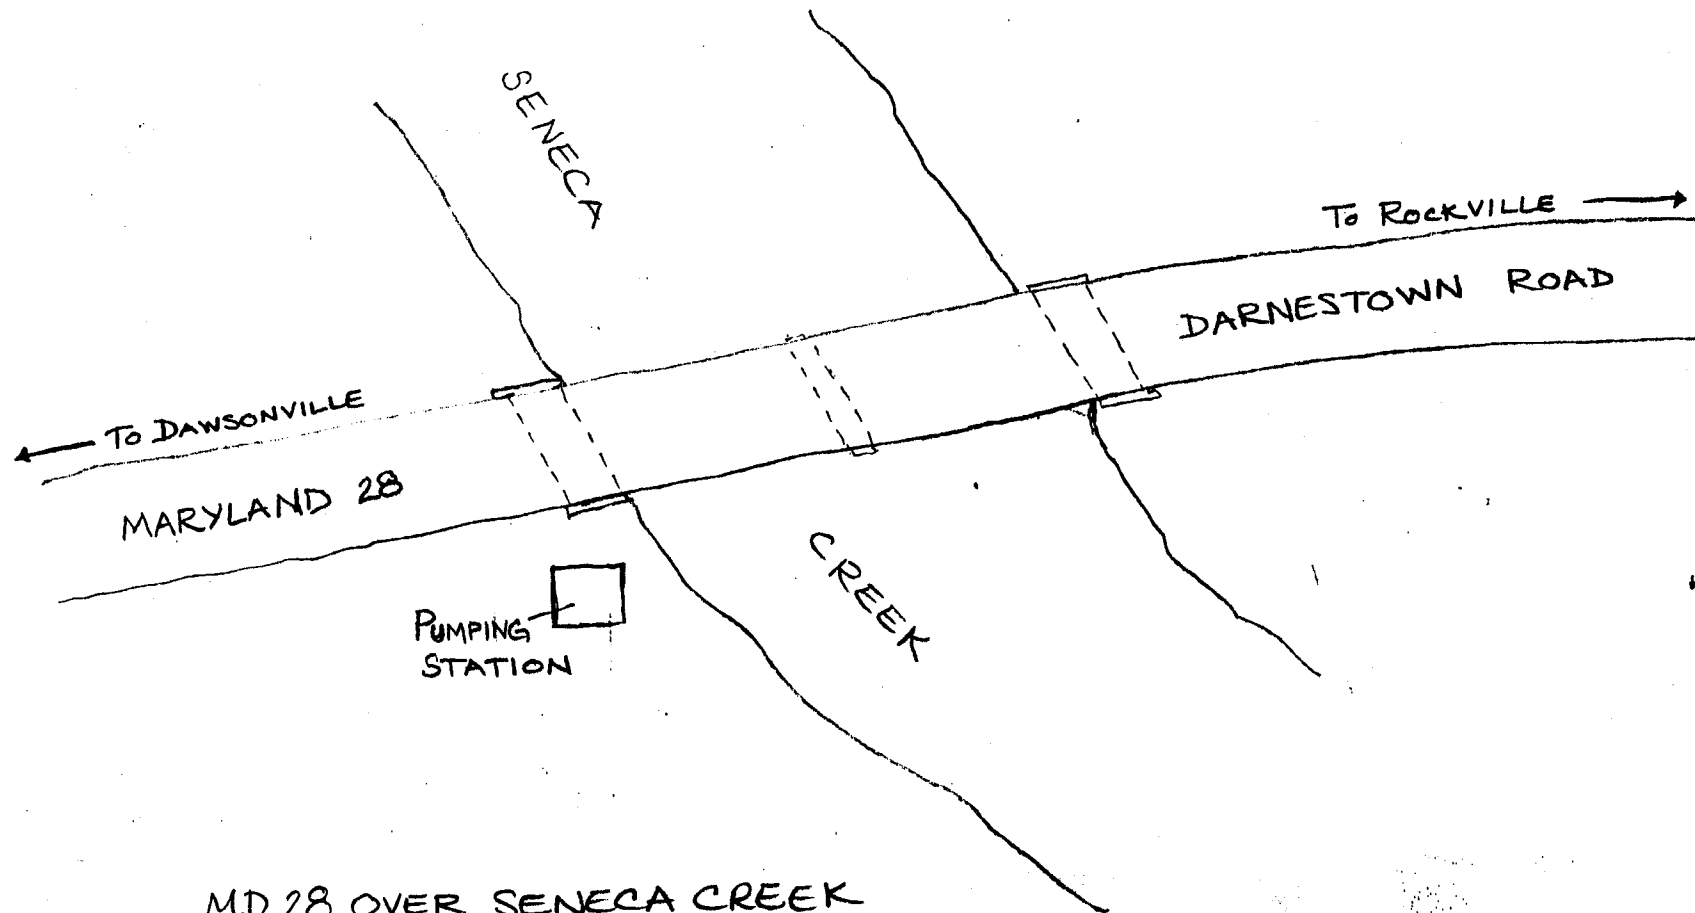 SENECA
To ROCKVILLE
DARNESTOWN ROAD
To DAWSONVILLE
MARYLAND 28
CREEK
PUMPING
STATION
MD 28 OVER SENECA CREEK